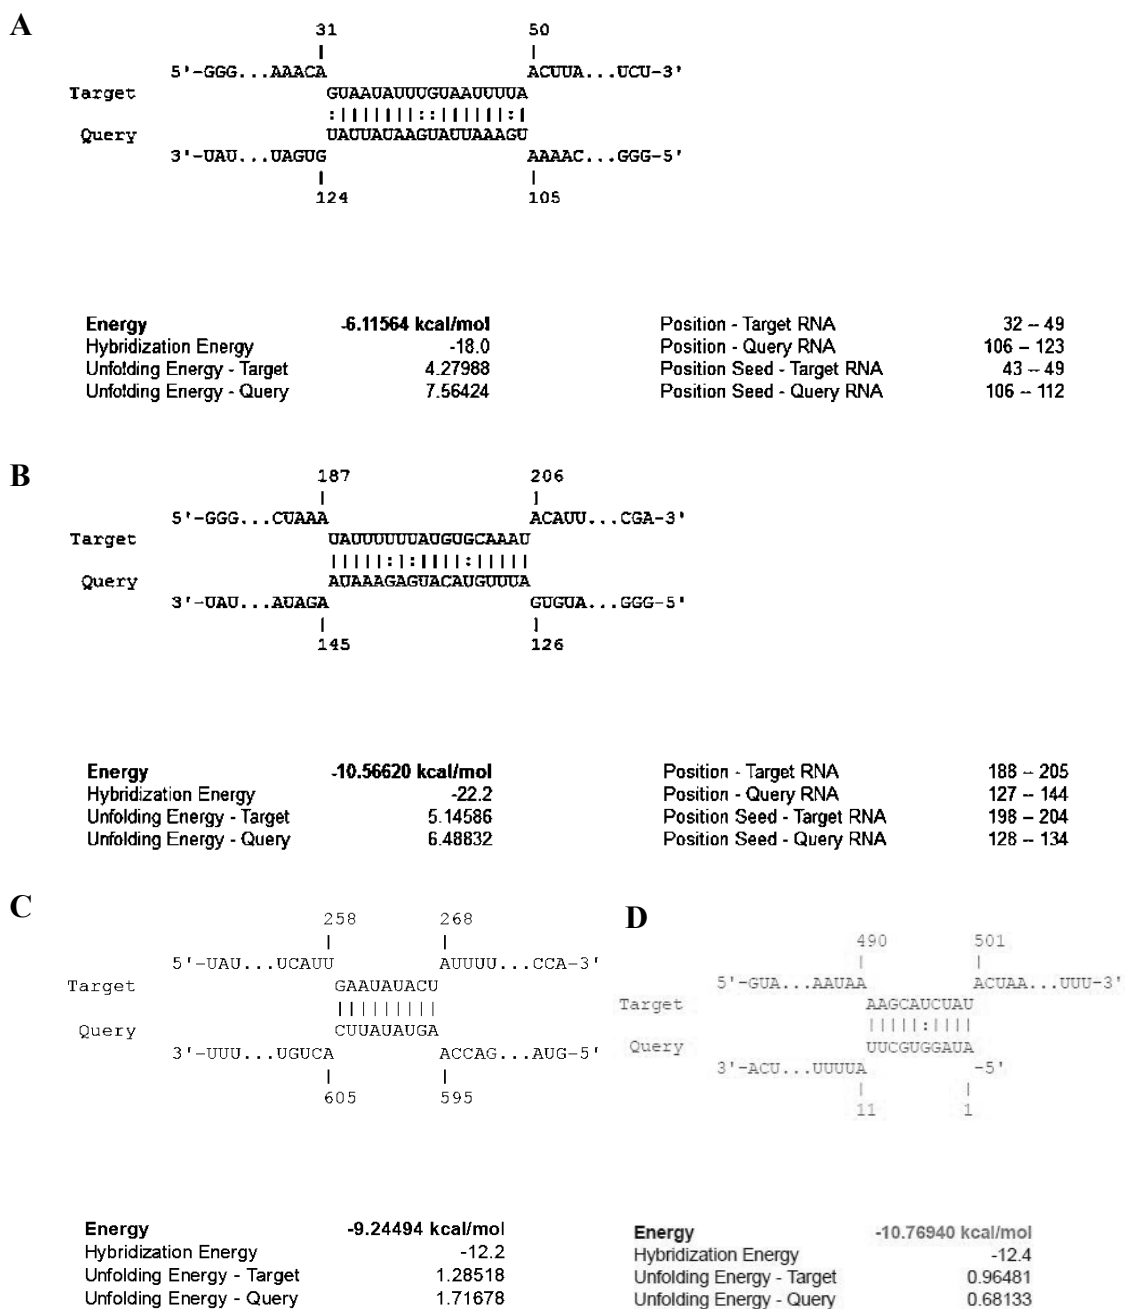 A
31 50
| |
5'-GGG...AAACA ACUUA...UCU-3'
Target GUAAUAUUUGUAAUUUUA
:|||||||::||||||:|
Query UAUUAUAAGUAUUAAAGU
3'-UAU...UAGUG AAAAC...GGG-5'
| |
124 105
Energy -6.11564 kcal/mol Position - Target RNA 32 -- 49
Hybridization Energy -18.0 Position - Query RNA 106 -- 123
Unfolding Energy - Target 4.27988 Position Seed - Target RNA 43 -- 49
Unfolding Energy - Query 7.56424 Position Seed - Query RNA 106 -- 112
B
187 206
| |
5'-GGG...CUAAA ACAUU...CGA-3'
Target UAUUUUUUAUGUGCAAAU
|||||:|:||||:|||||
Query AUAAAGAGUACAUGUUUA
3'-UAU...AUAGA GUGUA...GGG-5'
| |
145 126
Energy -10.56620 kcal/mol Position - Target RNA 188 -- 205
Hybridization Energy -22.2 Position - Query RNA 127 -- 144
Unfolding Energy - Target 5.14586 Position Seed - Target RNA 198 -- 204
Unfolding Energy - Query 6.48832 Position Seed - Query RNA 128 -- 134
C
258 268
| |
5'-UAU...UCAUU AUUUU...CCA-3'
Target GAAUAUACU
|||||||||
Query CUUAUAUGA
3'-UUU...UGUCA ACCAG...AUG-5'
| |
605 595
Energy -9.24494 kcal/mol
Hybridization Energy -12.2
Unfolding Energy - Target 1.28518
Unfolding Energy - Query 1.71678
D
490 501
| |
5'-GUA...AAUAA ACUAA...UUU-3'
Target AAGCAUCUAU
|||||:||||
Query UUCGUGGAUA
3'-ACU...UUUUA -5'
| |
11 1
Energy -10.76940 kcal/mol
Hybridization Energy -12.4
Unfolding Energy - Target 0.96481
Unfolding Energy - Query 0.68133